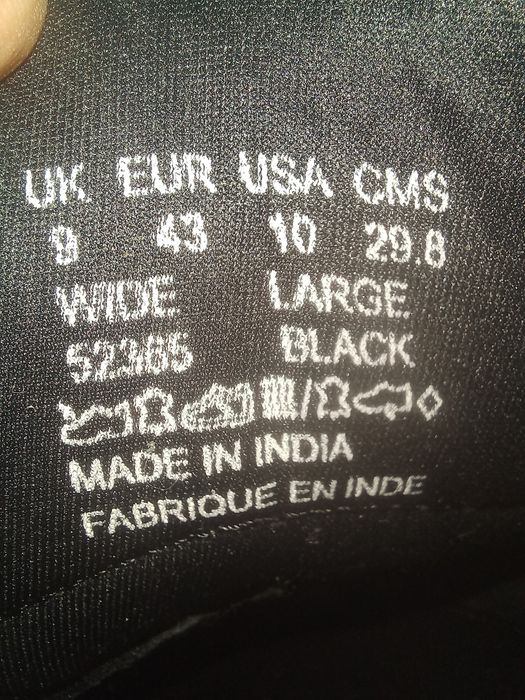 UK EUR USA CMS
9 43 10 29.8
WIDE LARGE
52365 BLACK
MADE IN INDIA
FABRIQUE EN INDE